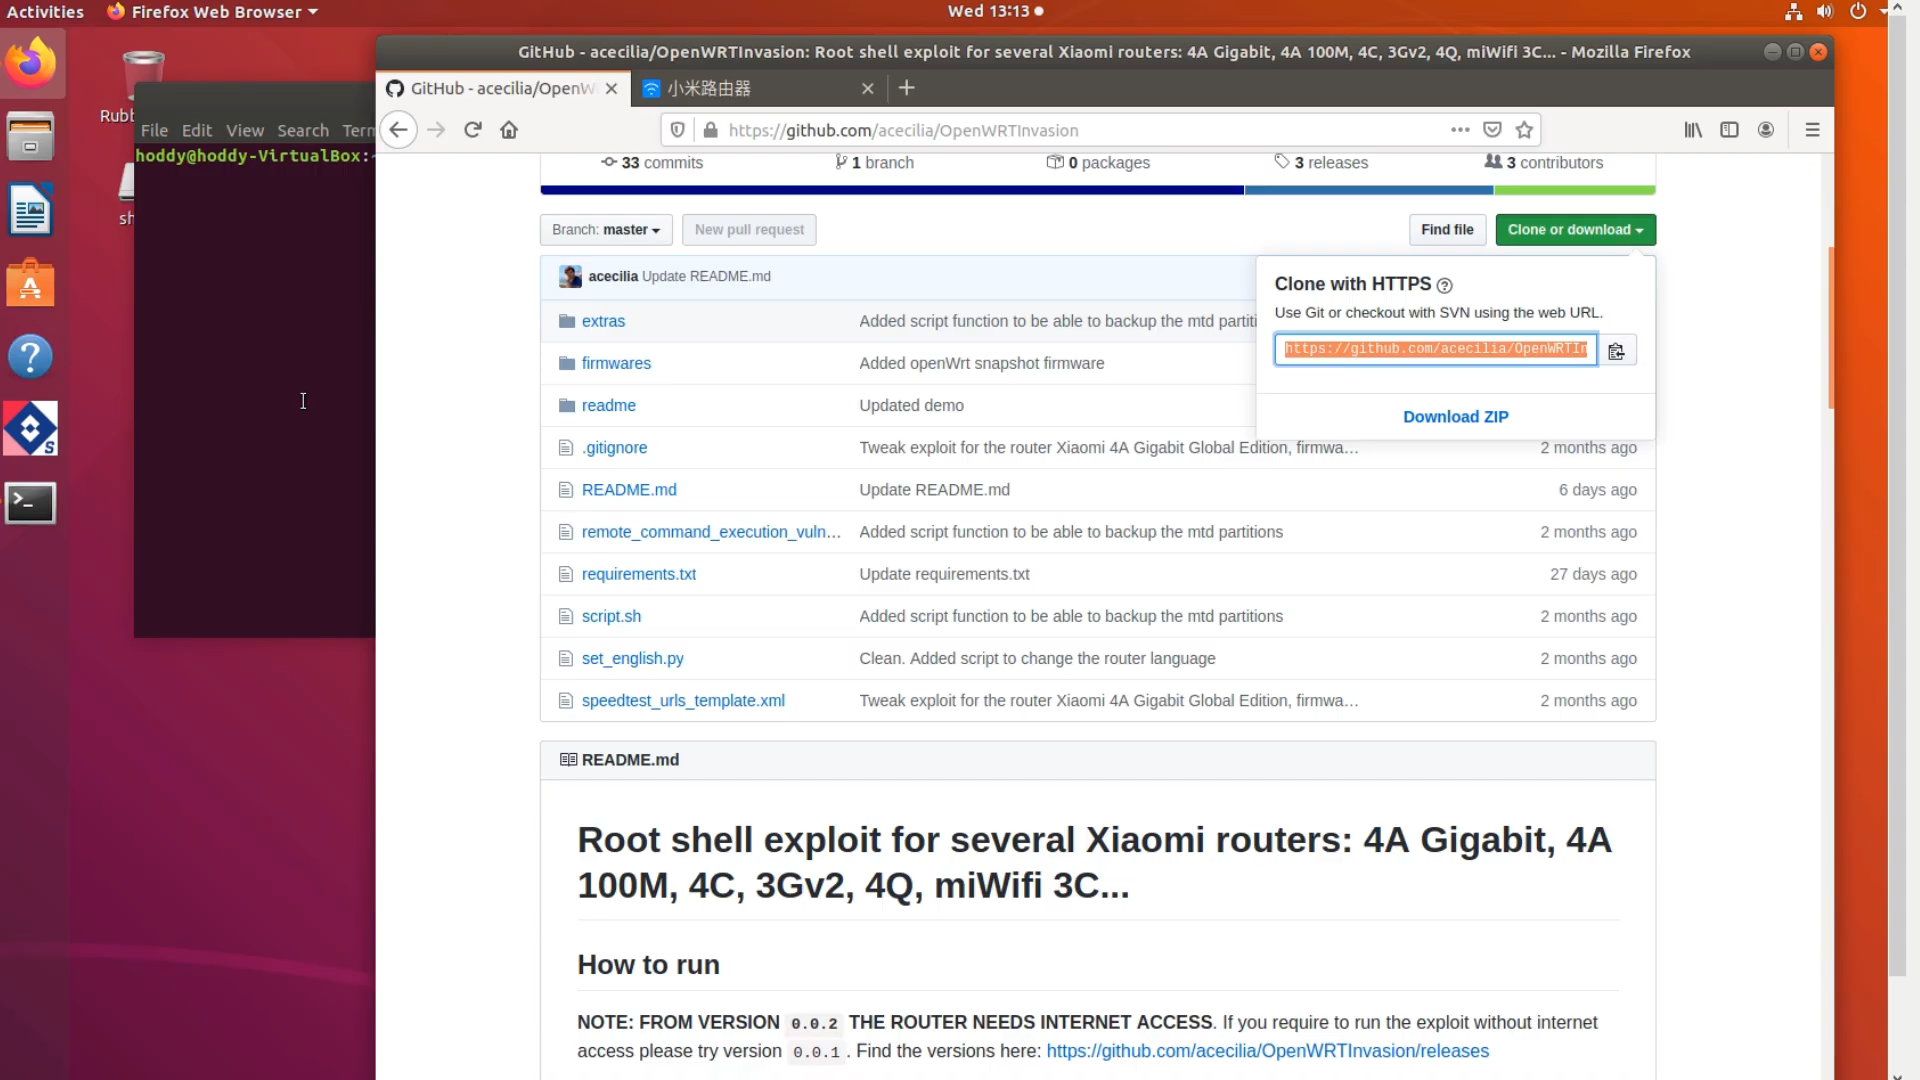 Activities
Firefox Web Browser
Wed 13:13
GitHub - acecilia/OpenWRTInvasion: Root shell exploit for several Xiaomi routers: 4A Gigabit, 4A 100M, 4C, 3Gv2, 4Q, miWifi 3C... - Mozilla Firefox
GitHub - acecilia/OpenW
小米路由器
Rubb
File Edit View Search Term
hoddy@hoddy-VirtualBox:
sh
https://github.com/acecilia/OpenWRTInvasion
33 commits
1 branch
0 packages
3 releases
3 contributors
Branch: master
New pull request
Find file
Clone or download
acecilia Update README.md
Clone with HTTPS
Use Git or checkout with SVN using the web URL.
https://github.com/acecilia/OpenWRTIn
Download ZIP
extras Added script function to be able to backup the mtd partiti
firmwares Added openWrt snapshot firmware
readme Updated demo
.gitignore Tweak exploit for the router Xiaomi 4A Gigabit Global Edition, firmwa... 2 months ago
README.md Update README.md 6 days ago
remote_command_execution_vuln... Added script function to be able to backup the mtd partitions 2 months ago
requirements.txt Update requirements.txt 27 days ago
script.sh Added script function to be able to backup the mtd partitions 2 months ago
set_english.py Clean. Added script to change the router language 2 months ago
speedtest_urls_template.xml Tweak exploit for the router Xiaomi 4A Gigabit Global Edition, firmwa... 2 months ago
README.md
Root shell exploit for several Xiaomi routers: 4A Gigabit, 4A
100M, 4C, 3Gv2, 4Q, miWifi 3C...
How to run
NOTE: FROM VERSION 0.0.2 THE ROUTER NEEDS INTERNET ACCESS. If you require to run the exploit without internet
access please try version 0.0.1 . Find the versions here: https://github.com/acecilia/OpenWRTInvasion/releases